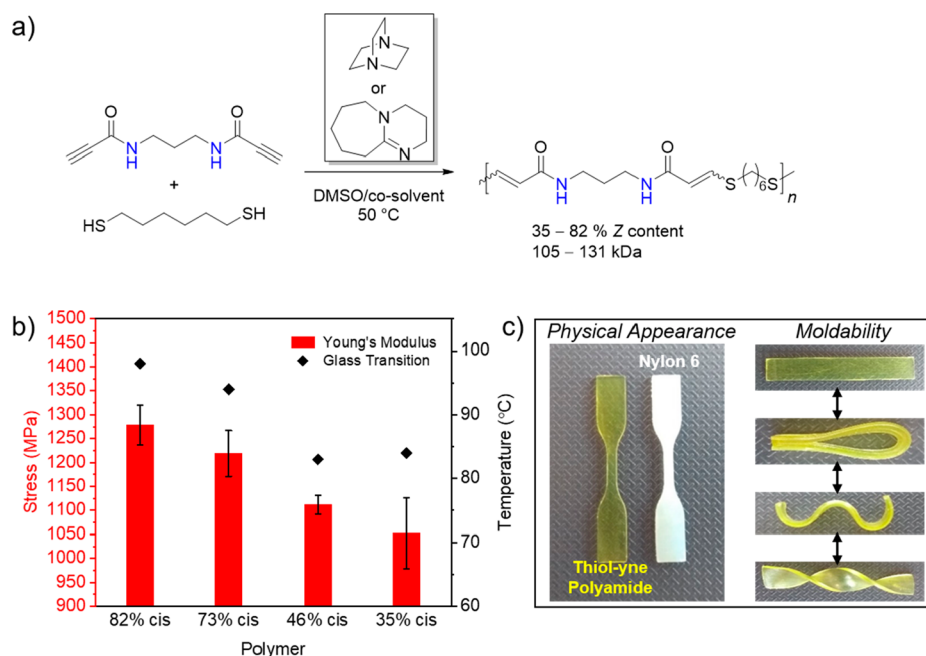 a)
N
N
or
N
N
O
N
H
N
H
O
+
HS
SH
DMSO/co-solvent
50 °C
O
N
H
N
H
O
S
6
S
n
35 – 82 % Z content
105 – 131 kDa
b)
1500
1450
1400
1350
1300
1250
1200
1150
1100
1050
1000
950
900
Stress (MPa)
Young's Modulus
Glass Transition
100
90
80
70
60
Temperature (°C)
82% cis
73% cis
46% cis
35% cis
Polymer
c)
Physical Appearance
Nylon 6
Thiol-yne
Polyamide
Moldability